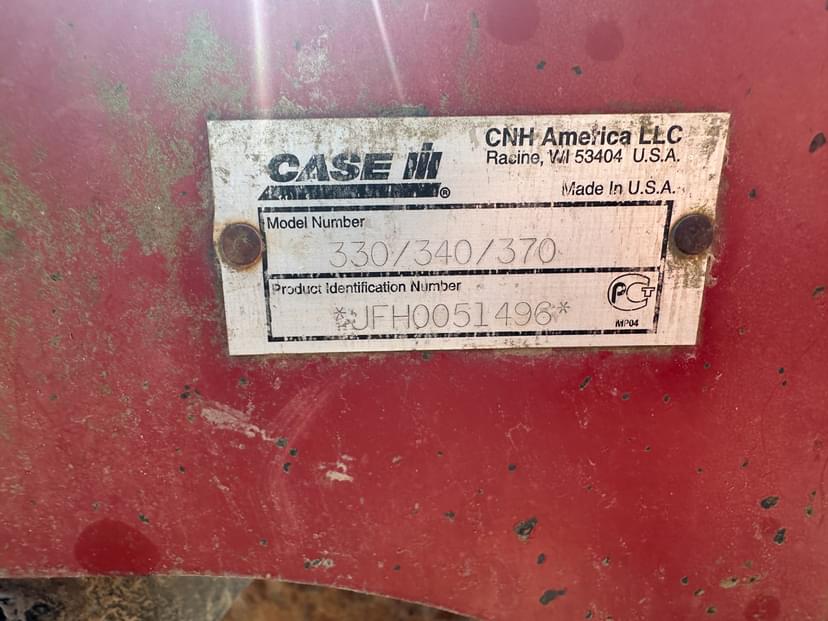 CNH America LLC
CASE IH ®
Racine, WI 53404 U.S.A.
Made In U.S.A.
Model Number
330/340/370
Product Identification Number
*JFH0051496*
PCT
MP04